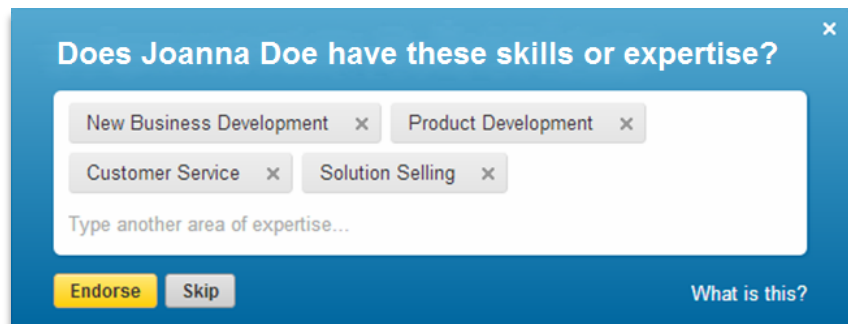 Does Joanna Doe have these skills or expertise?
New Business Development × Product Development ×
Customer Service × Solution Selling ×
Type another area of expertise...
Endorse Skip What is this?